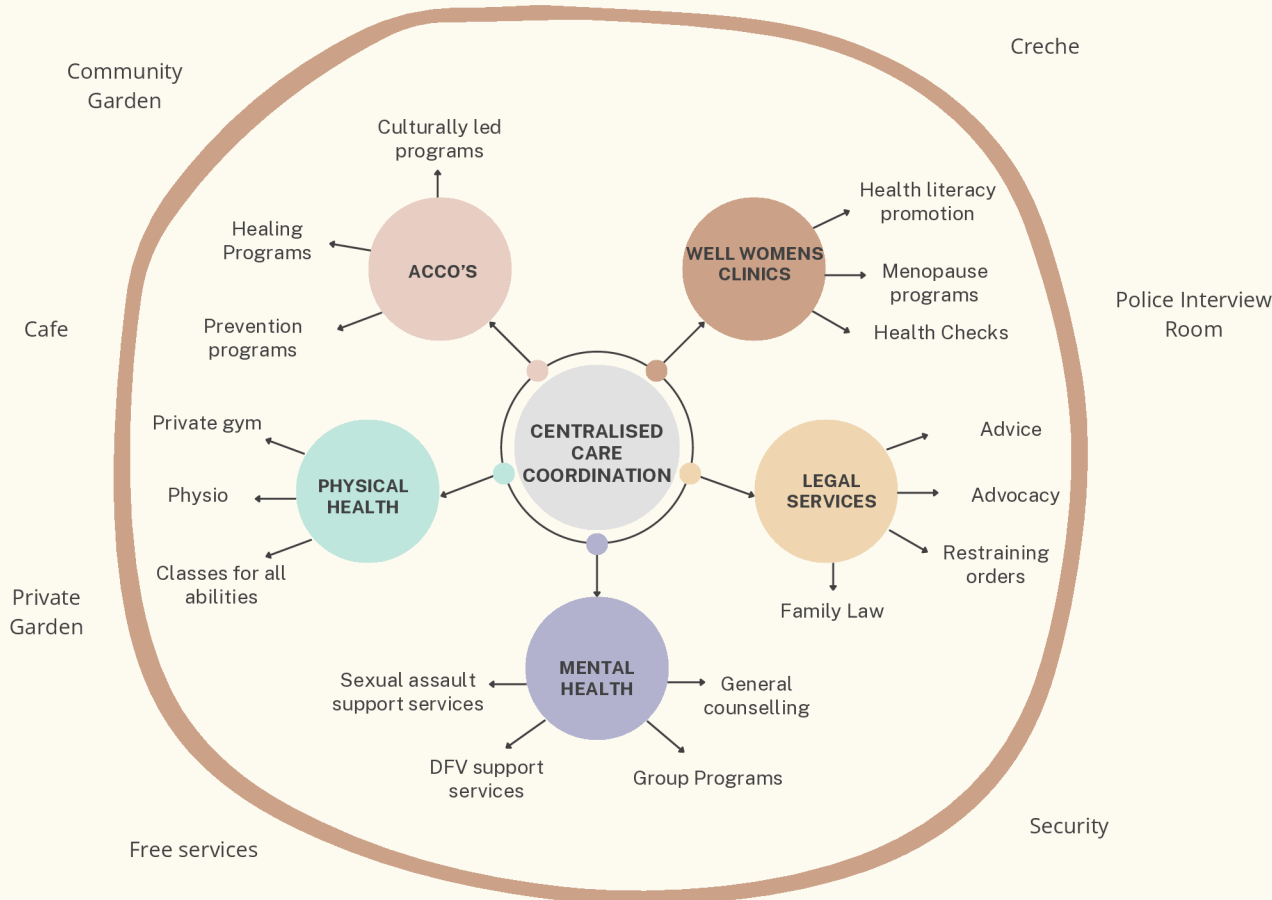 Creche
Community
Garden
Culturally led
programs
Health literacy
promotion
Healing
Programs
WELL WOMENS
CLINICS
ACCO'S
Menopause
programs
Police Interview
Room
Cafe
Prevention
programs
Health Checks
Private gym
CENTRALISED
CARE
COORDINATION
Advice
PHYSICAL
HEALTH
Physio
LEGAL
SERVICES
Advocacy
Classes for all
abilities
Restraining
orders
Private
Garden
Family Law
MENTAL
HEALTH
Sexual assault
support services
General
counselling
DFV support
services
Group Programs
Security
Free services